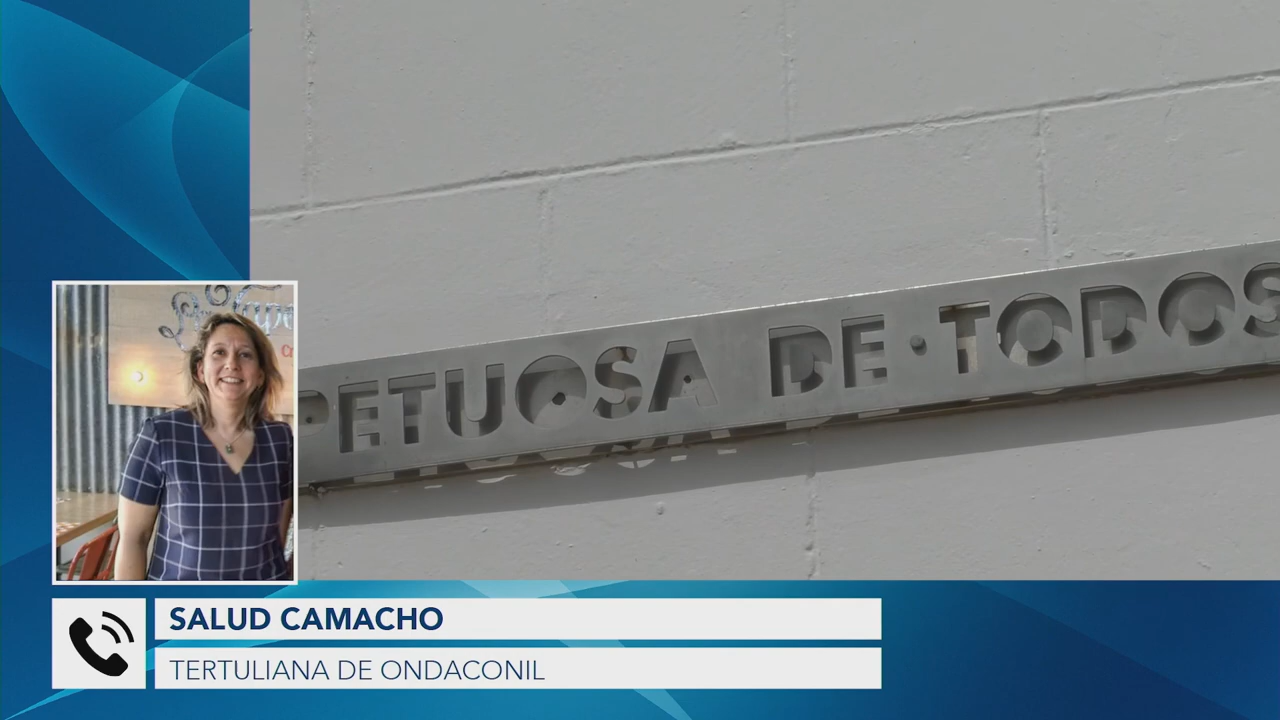 PETUOSA DE · TODOS
SALUD CAMACHO
TERTULIANA DE ONDACONIL